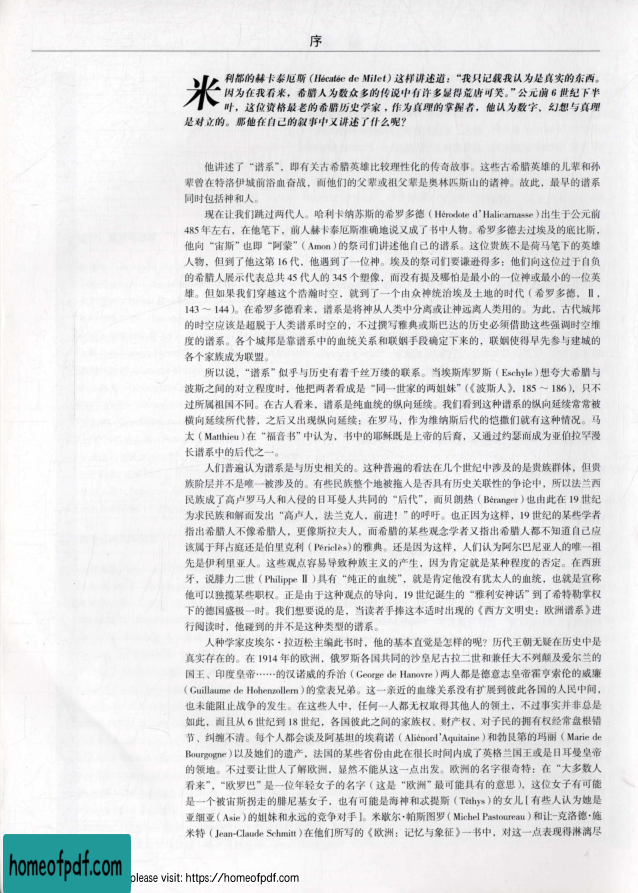 序
米利都的赫卡泰厄斯（Hécatée de Milet）这样讲述道：“我只记载我认为是真实的东西。
因为在我看来，希腊人为数众多的传说中有许多显得荒唐可笑。”公元前6世纪下半
叶，这位资格最老的希腊历史学家，作为真理的掌握者，他认为数字、幻想与真理
是对立的。那他在自己的叙事中又讲述了什么呢？
他讲述了“谱系”，即有关古希腊英雄比较理性化的传奇故事。这些古希腊英雄的儿辈和孙
辈曾在特洛伊城前浴血奋战，而他们的父辈或祖父辈是奥林匹斯山的诸神。故此，最早的谱系
同时包括神和人。
现在让我们跳过两代人。哈利卡纳苏斯的希罗多德（Hérodote d'Halicarnasse）出生于公元前
485年左右，在他笔下，前人赫卡泰厄斯准确地说又成了书中人物。希罗多德去过埃及的底比斯，
他向“宙斯”也即“阿蒙”（Amon）的祭司们讲述他自己的谱系。这位贵族不是荷马笔下的英雄
人物，但到了他这第16代，他遇到了一位神。埃及的祭司们要谦逊得多：他们向这位过于自负
的希腊人展示代表总共45代人的345个塑像，而没有提及哪怕是最小的一位神或最小的一位英
雄。但如果我们穿越这个浩瀚时空，就到了一个由众神统治埃及土地的时代（希罗多德，Ⅱ，
143～144）。在希罗多德看来，谱系是将神从人类中分离或让神远离人类用的。为此，古代城邦
的时空应该是超脱于人类谱系时空的，不过撰写雅典或斯巴达的历史必须借助这些强调时空维
度的谱系。各个城邦是靠谱系中的血统关系和联姻手段确定下来的，联姻使得早先参与建城的
各个家族成为联盟。
所以说，“谱系”似乎与历史有着千丝万缕的联系。当埃斯库罗斯（Eschyle）想夸大希腊与
波斯之间的对立程度时，他把两者看成是“同一世家的两姐妹”（《波斯人》，185～186），只不
过所属祖国不同。在古人看来，谱系是纯血统的纵向延续。我们看到这种谱系的纵向延续常常被
横向延续所代替，之后又出现纵向延续；在罗马，作为维纳斯后代的恺撒们就有这种情况。马
太（Matthieu）在“福音书”中认为，书中的耶稣既是上帝的后裔，又通过约瑟而成为亚伯拉罕漫
长谱系中的后代之一。
人们普遍认为谱系是与历史相关的。这种普遍的看法在几个世纪中涉及的是贵族群体，但贵
族阶层并不是唯一被涉及的。有些民族整个地被拖入是否具有历史关联性的争论中，所以法兰西
民族成了高卢罗马人和入侵的日耳曼人共同的“后代”，而贝朗热（Béranger）也由此在19世纪
为求民族和解而发出“高卢人，法兰克人，前进！”的呼吁。也正因为这样，19世纪的某些学者
指出希腊人不像希腊人，更像斯拉夫人，而希腊的某些观念学者又指出希腊人都不知道自己应
该属于拜占庭还是伯里克利（Périclès）的雅典。还是因为这样，人们认为阿尔巴尼亚人的唯一祖
先是伊利里亚人。这些观点容易导致种族主义的产生，因为肯定就是某种程度的否定。在西班
牙，说腓力二世（Philippe Ⅱ）具有“纯正的血统”，就是肯定他没有犹太人的血统，也就是宣称
他可以独揽某些职权。正是由于这种观点的导向，19世纪诞生的“雅利安神话”到了希特勒掌权
下的德国盛极一时。我们想要说的是，当读者手捧这本适时出现的《西方文明史：欧洲谱系》进
行阅读时，他碰到的并不是这种类型的谱系。
人种学家皮埃尔·拉迈松主编此书时，他的基本直觉是怎样的呢？历代王朝无疑在历史中是
真实存在的。在1914年的欧洲，俄罗斯各国共同的沙皇尼古拉二世和兼任大不列颠及爱尔兰的
国王、印度皇帝……的汉诺威的乔治（George de Hanovre）两人都是德意志皇帝霍亨索伦的威廉
（Guillaume de Hohenzollern）的堂表兄弟。这一亲近的血缘关系没有扩展到彼此各国的人民中间，
也未能阻止战争的发生。在这些人中，任何一人都无权取得其他人的领土，不过事实并非总是
如此，而且从6世纪到18世纪，各国彼此之间的家族权、财产权、对子民的拥有权经常盘根错
节、纠缠不清。每个人都会谈及阿基坦的埃莉诺（Aliénord'Aquitaine）和勃艮第的玛丽（Marie de
Bourgogne）以及她们的遗产，法国的某些省份由此在很长时间内成了英格兰国王或是日耳曼皇帝
的领地。不过要让世人了解欧洲，显然不能从这一点出发。欧洲的名字很奇特：在“大多数人
看来”，“欧罗巴”是一位年轻女子的名字（这是“欧洲”最可能具有的意思），这位女子有可能
是一个被宙斯拐走的腓尼基女子，也有可能是海神和忒提斯（Téthys）的女儿[有些人认为她是
亚细亚（Asie）的姐妹和永远的竞争对手]。米歇尔·帕斯图罗（Michel Pastoureau）和让-克洛德·施
米特（Jean-Claude Schmitt）在他们所写的《欧洲：记忆与象征》一书中，对这一点表现得淋漓尽
homeofpdf.com
please visit: https://homeofpdf.com